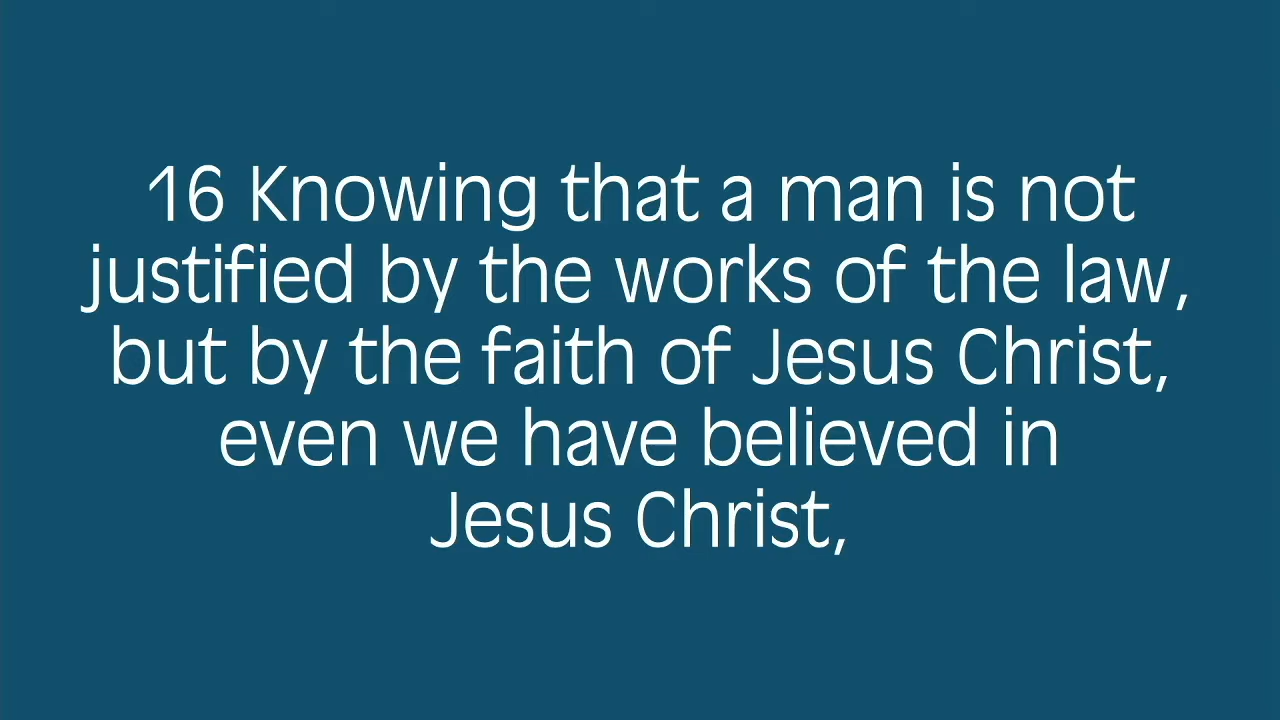 16 Knowing that a man is not
justified by the works of the law,
but by the faith of Jesus Christ,
even we have believed in
Jesus Christ,